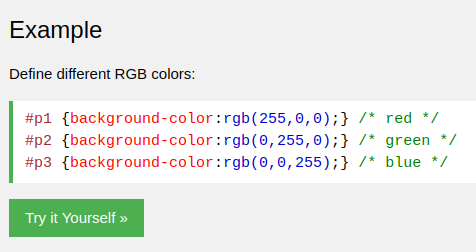 Example
Define different RGB colors:
#p1 {background-color:rgb(255,0,0);} /* red */
#p2 {background-color:rgb(0,255,0);} /* green */
#p3 {background-color:rgb(0,0,255);} /* blue */
Try it Yourself »